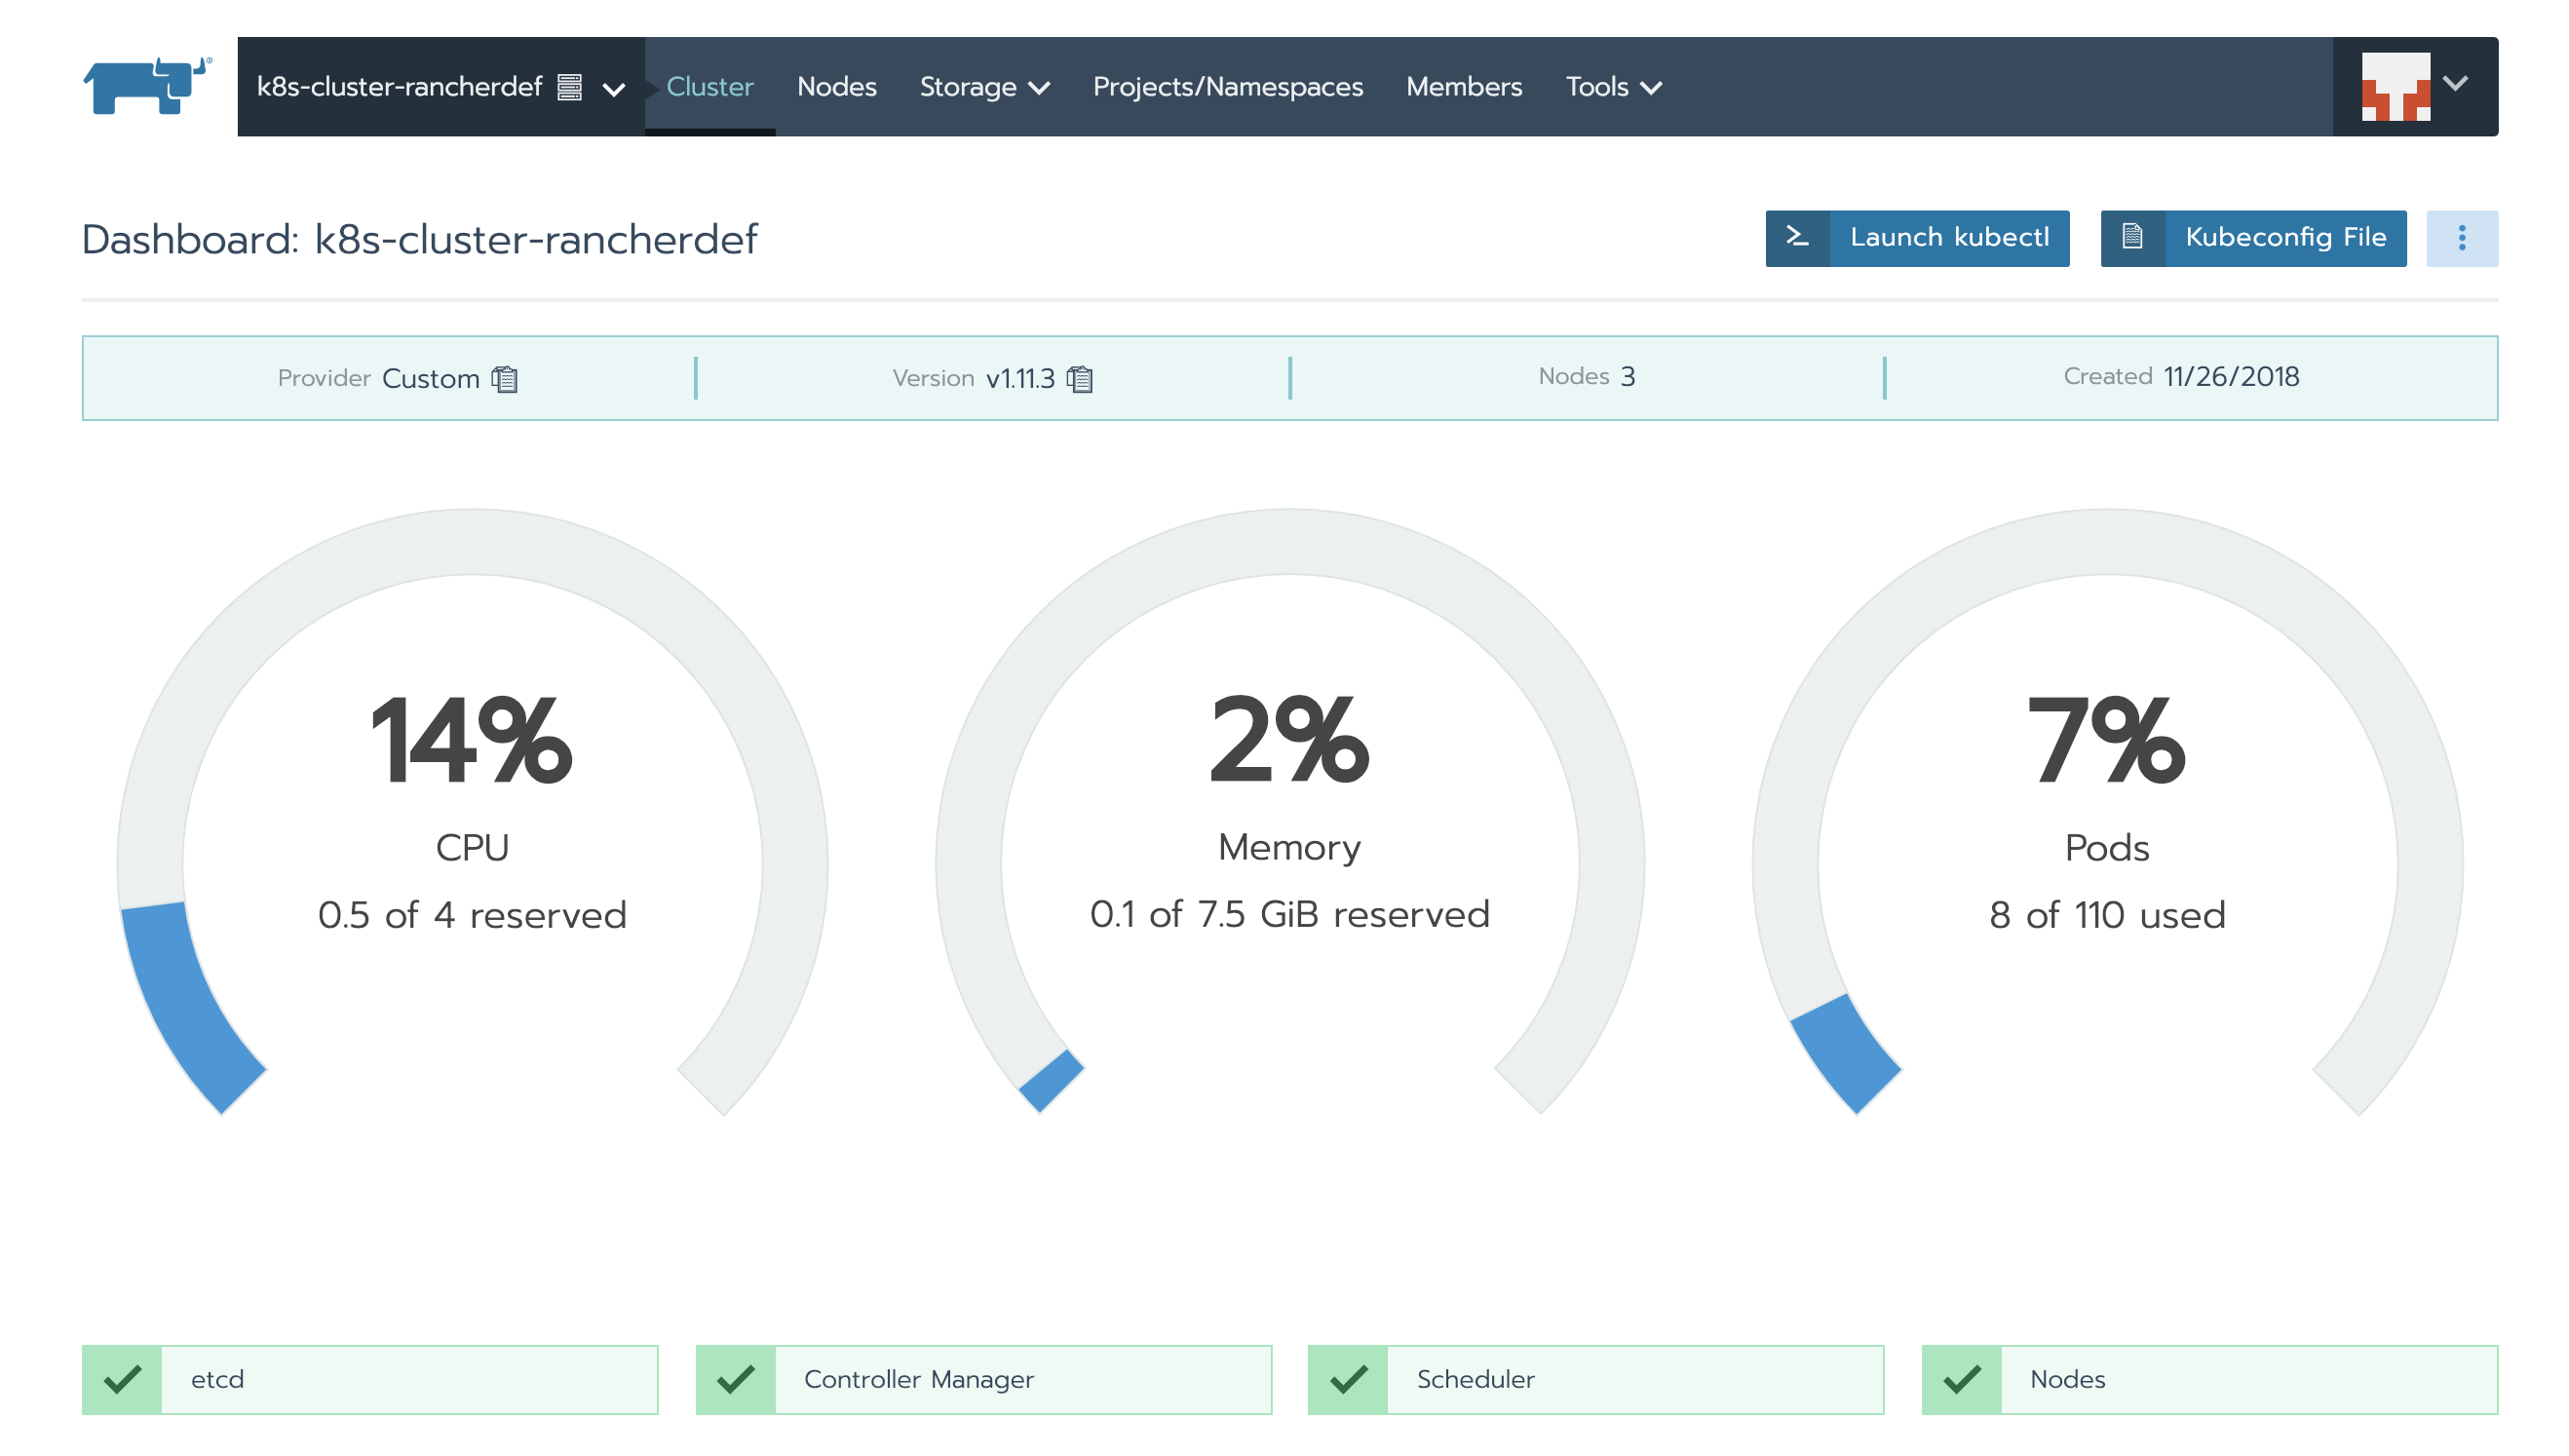 k8s-cluster-rancherdef Cluster Nodes Storage Projects/Namespaces Members Tools
Dashboard: k8s-cluster-rancherdef Launch kubectl Kubeconfig File
Provider Custom Version v1.11.3 Nodes 3 Created 11/26/2018
14%
CPU
0.5 of 4 reserved
2%
Memory
0.1 of 7.5 GiB reserved
7%
Pods
8 of 110 used
etcd Controller Manager Scheduler Nodes